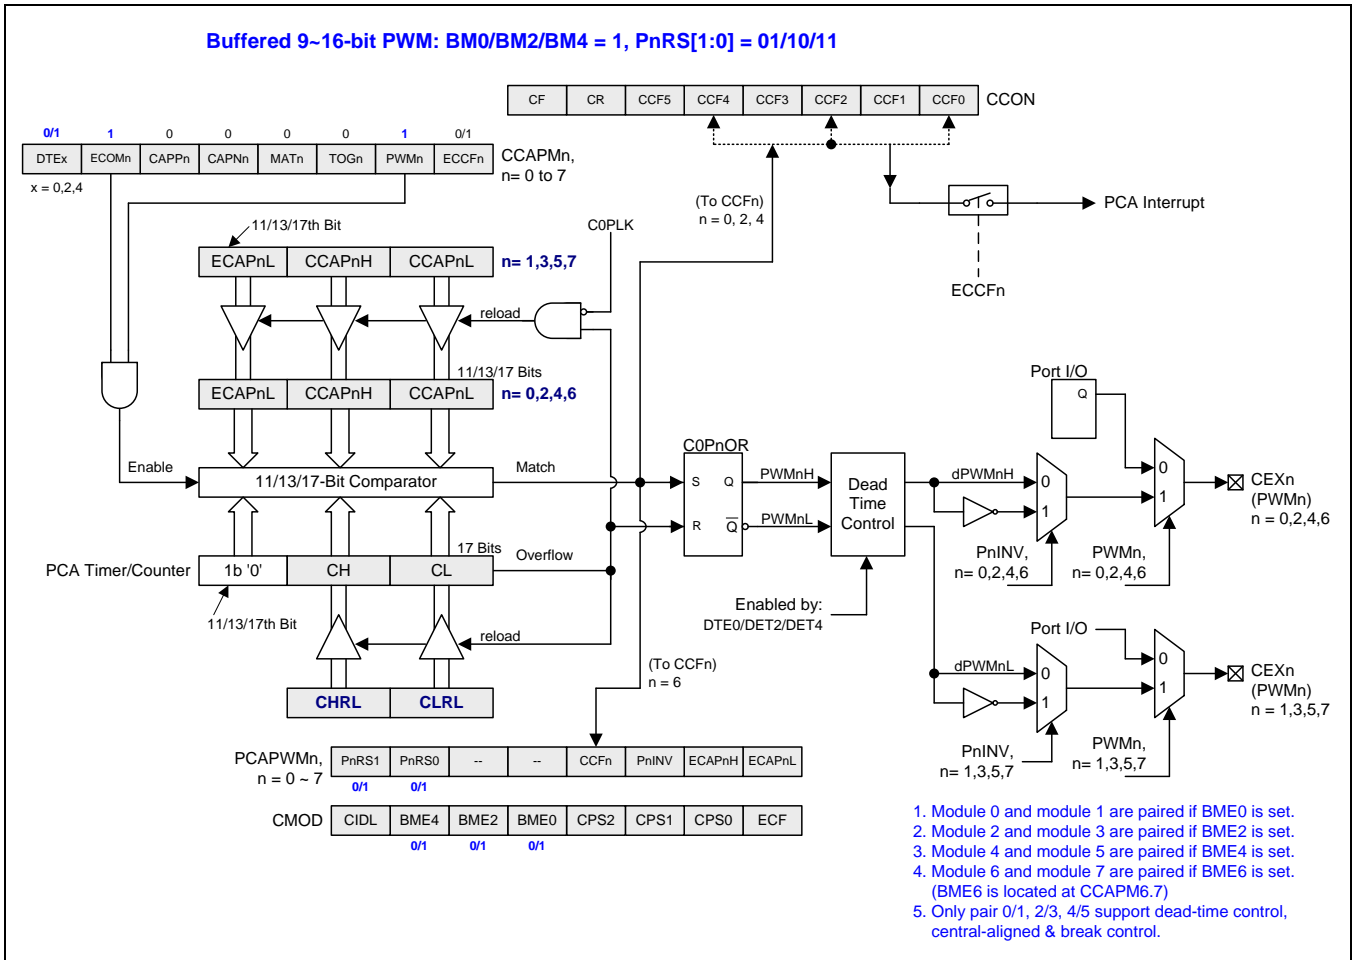 Buffered 9~16-bit PWM: BM0/BM2/BM4 = 1, PnRS[1:0] = 01/10/11
CF CR CCF5 CCF4 CCF3 CCF2 CCF1 CCF0 CCON
0/1 1 0 0 0 0 1 0/1
DTEx ECOMn CAPPn CAPNn MATn TOGn PWMn ECCFn
CCAPMn,
n= 0 to 7
x = 0,2,4
(To CCFn)
n = 0, 2, 4
PCA Interrupt
ECCFn
11/13/17th Bit
C0PLK
ECAPnL CCAPnH CCAPnL n= 1,3,5,7
reload
11/13/17 Bits
ECAPnL CCAPnH CCAPnL n= 0,2,4,6
Enable
11/13/17-Bit Comparator
Match
C0PnOR
S Q
R Q
PWMnH
PWMnL
Dead
Time
Control
dPWMnH
0
1
Port I/O
Q
0
1
CEXn
(PWMn)
n = 0,2,4,6
PnINV,
n= 0,2,4,6
PWMn,
n= 0,2,4,6
17 Bits
Overflow
PCA Timer/Counter 1b '0' CH CL
11/13/17th Bit
reload
Enabled by:
DTE0/DET2/DET4
Port I/O
dPWMnL
0
1
0
1
CEXn
(PWMn)
n = 1,3,5,7
PnINV,
n= 1,3,5,7
PWMn,
n= 1,3,5,7
(To CCFn)
n = 6
CHRL CLRL
PCAPWMn,
n = 0 ~ 7
PnRS1 PnRS0 -- -- CCFn PnINV ECAPnH ECAPnL
0/1 0/1
CMOD CIDL BME4 BME2 BME0 CPS2 CPS1 CPS0 ECF
0/1 0/1 0/1
1. Module 0 and module 1 are paired if BME0 is set.
2. Module 2 and module 3 are paired if BME2 is set.
3. Module 4 and module 5 are paired if BME4 is set.
4. Module 6 and module 7 are paired if BME6 is set.
(BME6 is located at CCAPM6.7)
5. Only pair 0/1, 2/3, 4/5 support dead-time control,
central-aligned & break control.